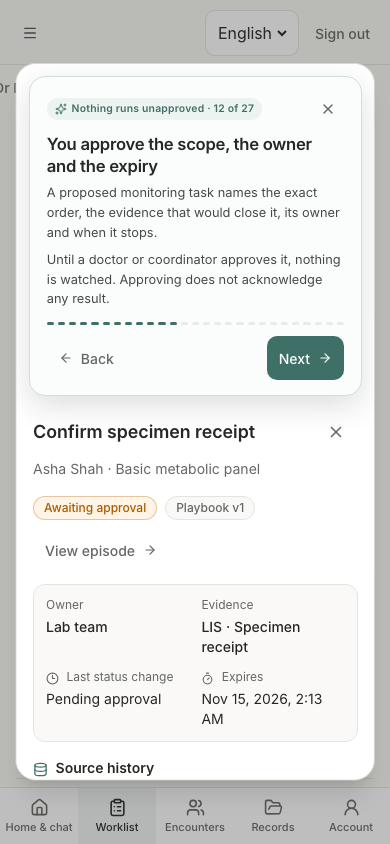 English
Sign out
Or
Nothing runs unapproved · 12 of 27
You approve the scope, the owner
and the expiry
A proposed monitoring task names the exact
order, the evidence that would close it, its owner
and when it stops.
Until a doctor or coordinator approves it, nothing
is watched. Approving does not acknowledge
any result.
Back
Next
Confirm specimen receipt
Asha Shah · Basic metabolic panel
Awaiting approval
Playbook v1
View episode
Owner
Lab team
Evidence
LIS · Specimen
receipt
Last status change
Pending approval
Expires
Nov 15, 2026, 2:13
AM
Source history
Home & chat
Worklist
Encounters
Records
Account